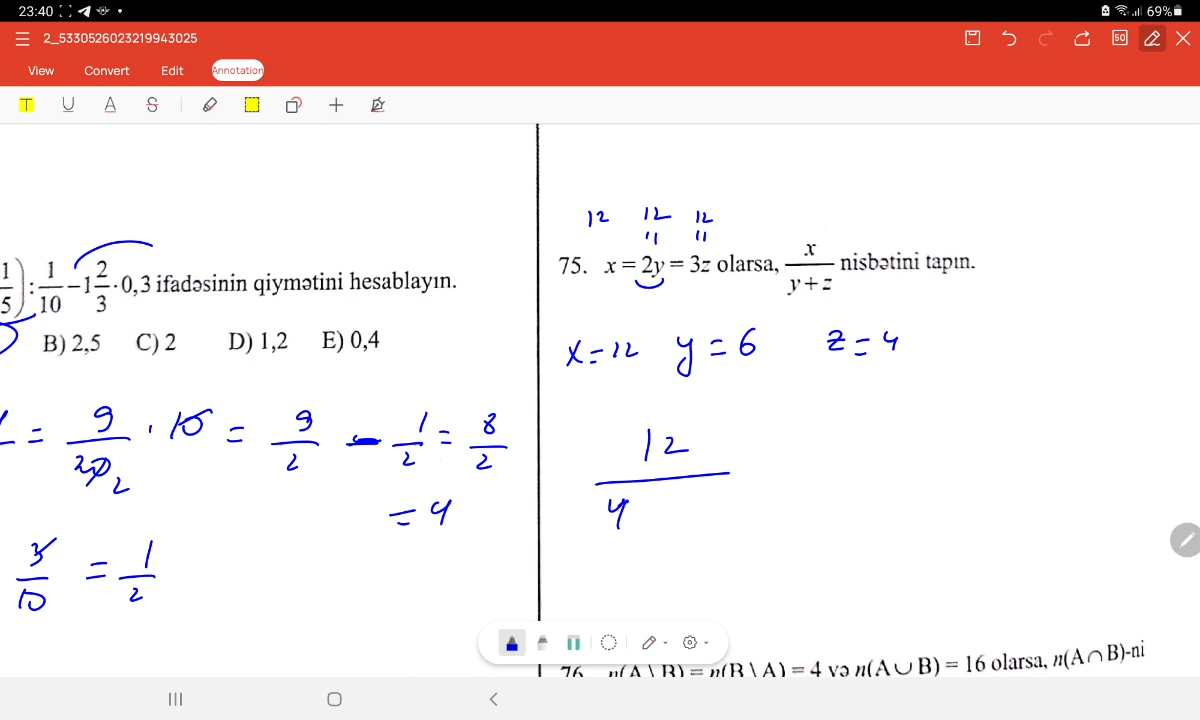 23:40 69%
2_5330526023219943025 50
View Convert Edit Annotation
T U A S
1/5) : 1/10 − 1 2/3 · 0,3 ifadəsinin qiymətini hesablayın.
B) 2,5 C) 2 D) 1,2 E) 0,4
= 9/20 2 · 10 = 9/2 - 1/2 = 8/2
= 4
3/10 = 1/2
12 12 12
75. x = 2y = 3z olarsa, x/y+z nisbətini tapın.
x = 12 y = 6 z = 4
12
4
76. n(A \ B) = n(B \ A) = 4 və n(A ∪ B) = 16 olarsa, n(A ∩ B)-ni